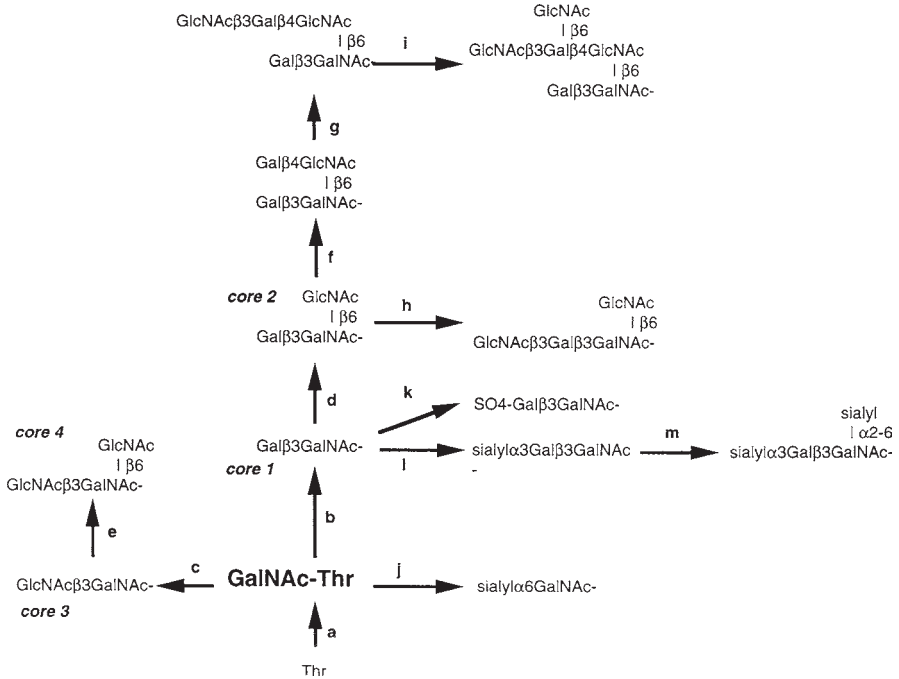 GlcNAcβ3Galβ4GlcNAc
I β6
Galβ3GalNAc-
i
GlcNAc
I β6
GlcNAcβ3Galβ4GlcNAc
I β6
Galβ3GalNAc-
g
Galβ4GlcNAc
I β6
Galβ3GalNAc-
f
core 2
GlcNAc
I β6
Galβ3GalNAc-
h
GlcNAc
I β6
GlcNAcβ3Galβ3GalNAc-
d
k
SO4-Galβ3GalNAc-
core 4
GlcNAc
I β6
GlcNAcβ3GalNAc-
Galβ3GalNAc-
core 1
l
sialylα3Galβ3GalNAc
-
m
sialyl
I α2-6
sialylα3Galβ3GalNAc-
e
b
GlcNAcβ3GalNAc-
core 3
c
GalNAc-Thr
j
sialylα6GalNAc-
a
Thr